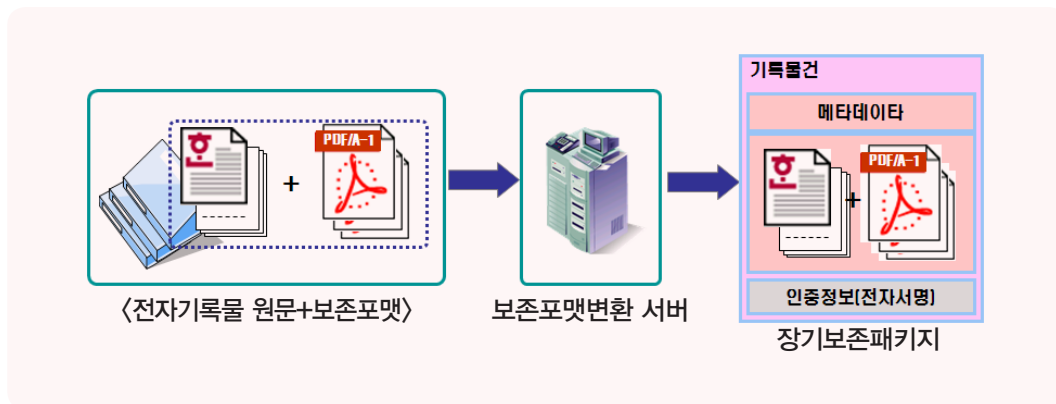 기록물건
메타데이타
혼
PDF/A-1
+
혼
PDF/A-1
+
인증정보(전자서명)
〈전자기록물 원문+보존포맷〉
보존포맷변환 서버
장기보존패키지